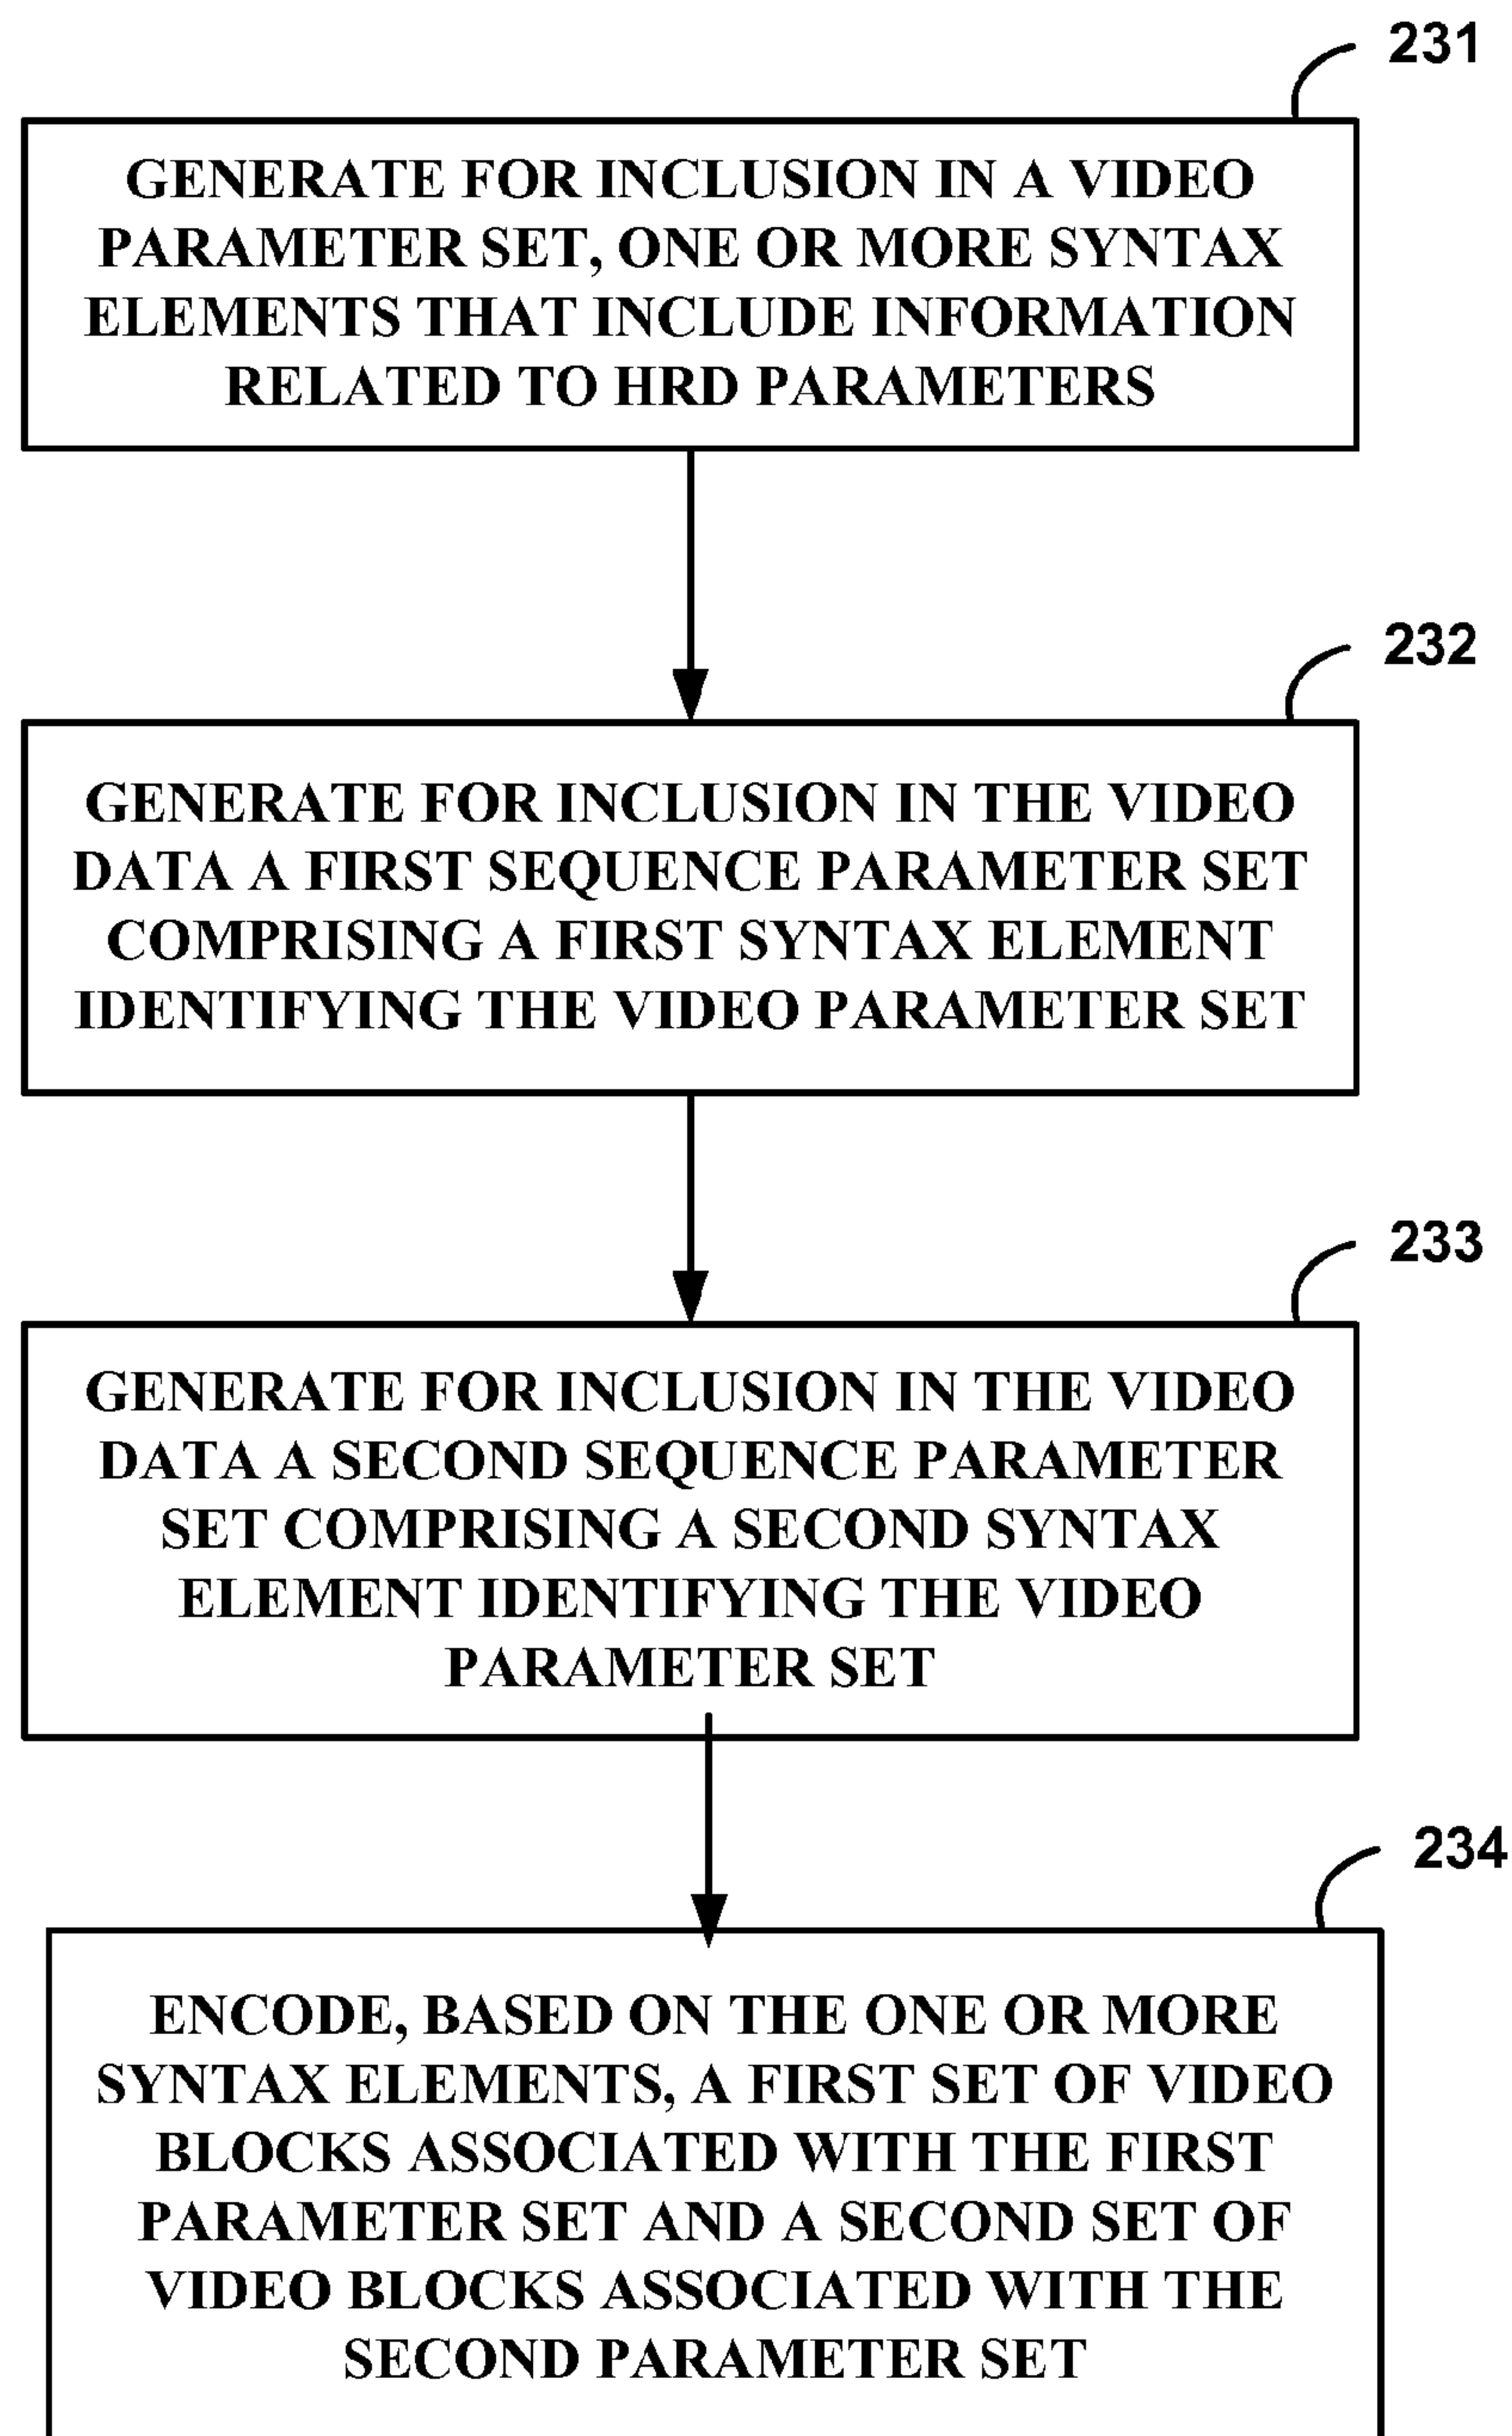 231
GENERATE FOR INCLUSION IN A VIDEO
PARAMETER SET, ONE OR MORE SYNTAX
ELEMENTS THAT INCLUDE INFORMATION
RELATED TO HRD PARAMETERS
232
GENERATE FOR INCLUSION IN THE VIDEO
DATA A FIRST SEQUENCE PARAMETER SET
COMPRISING A FIRST SYNTAX ELEMENT
IDENTIFYING THE VIDEO PARAMETER SET
233
GENERATE FOR INCLUSION IN THE VIDEO
DATA A SECOND SEQUENCE PARAMETER
SET COMPRISING A SECOND SYNTAX
ELEMENT IDENTIFYING THE VIDEO
PARAMETER SET
234
ENCODE, BASED ON THE ONE OR MORE
SYNTAX ELEMENTS, A FIRST SET OF VIDEO
BLOCKS ASSOCIATED WITH THE FIRST
PARAMETER SET AND A SECOND SET OF
VIDEO BLOCKS ASSOCIATED WITH THE
SECOND PARAMETER SET